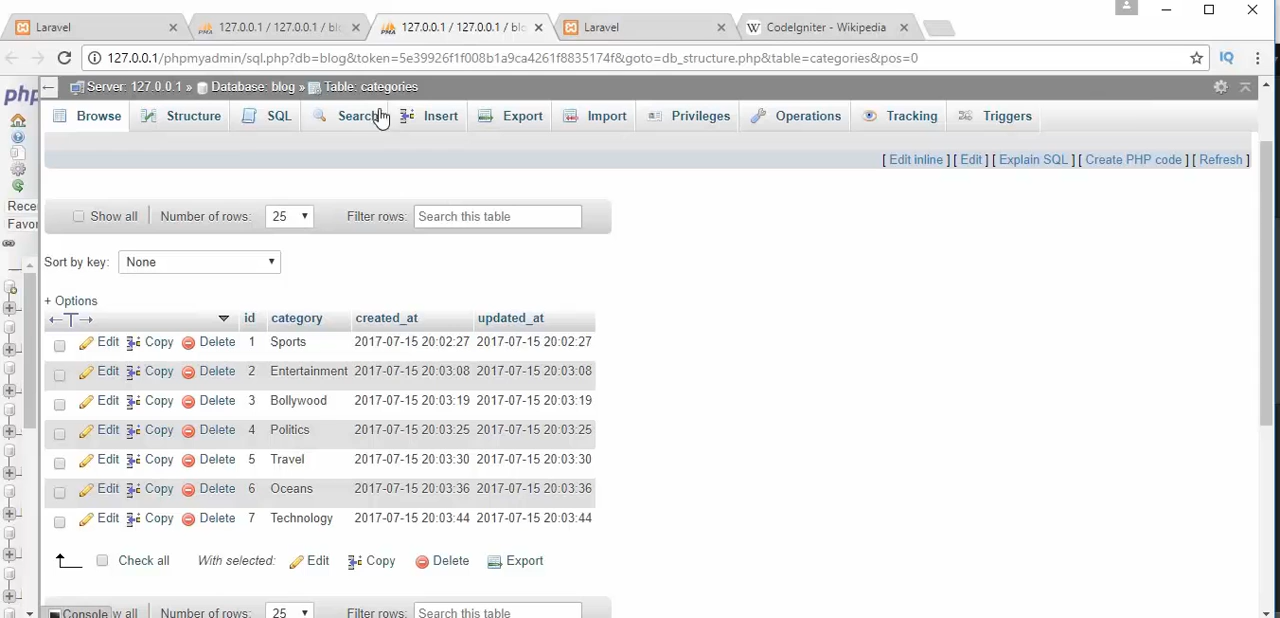 Laravel
127.0.0.1 / 127.0.0.1 / blo
127.0.0.1 / 127.0.0.1 / blo
Laravel
CodeIgniter - Wikipedia
127.0.0.1/phpmyadmin/sql.php?db=blog&token=5e39926f1f008b1a9ca4261f8835174f&goto=db_structure.php&table=categories&pos=0
IQ
php
Server: 127.0.0.1 » Database: blog » Table: categories
Browse Structure SQL Search Insert Export Import Privileges Operations Tracking Triggers
[ Edit inline ] [ Edit ] [ Explain SQL ] [ Create PHP code ] [ Refresh ]
Rece
Favor
Show all Number of rows: 25 Filter rows: Search this table
Sort by key: None
+ Options
←T→ id category created_at updated_at
Edit Copy Delete 1 Sports 2017-07-15 20:02:27 2017-07-15 20:02:27
Edit Copy Delete 2 Entertainment 2017-07-15 20:03:08 2017-07-15 20:03:08
Edit Copy Delete 3 Bollywood 2017-07-15 20:03:19 2017-07-15 20:03:19
Edit Copy Delete 4 Politics 2017-07-15 20:03:25 2017-07-15 20:03:25
Edit Copy Delete 5 Travel 2017-07-15 20:03:30 2017-07-15 20:03:30
Edit Copy Delete 6 Oceans 2017-07-15 20:03:36 2017-07-15 20:03:36
Edit Copy Delete 7 Technology 2017-07-15 20:03:44 2017-07-15 20:03:44
Check all With selected: Edit Copy Delete Export
Console w all Number of rows: 25 Filter rows: Search this table